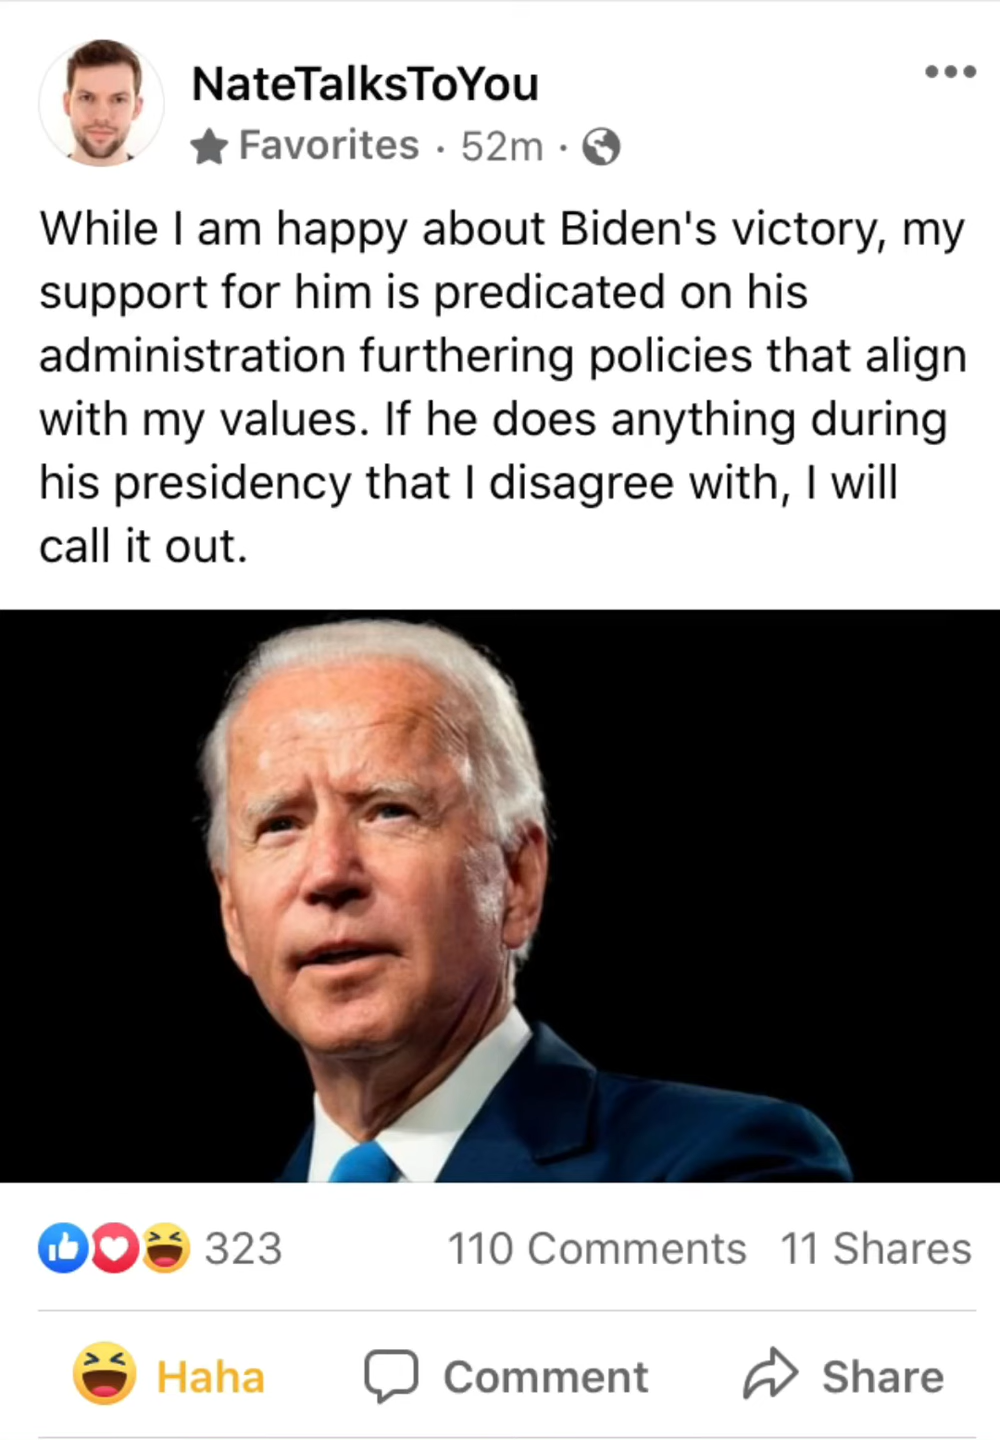 NateTalksToYou
Favorites · 52m ·
While I am happy about Biden's victory, my
support for him is predicated on his
administration furthering policies that align
with my values. If he does anything during
his presidency that I disagree with, I will
call it out.
323 110 Comments 11 Shares
Haha Comment Share